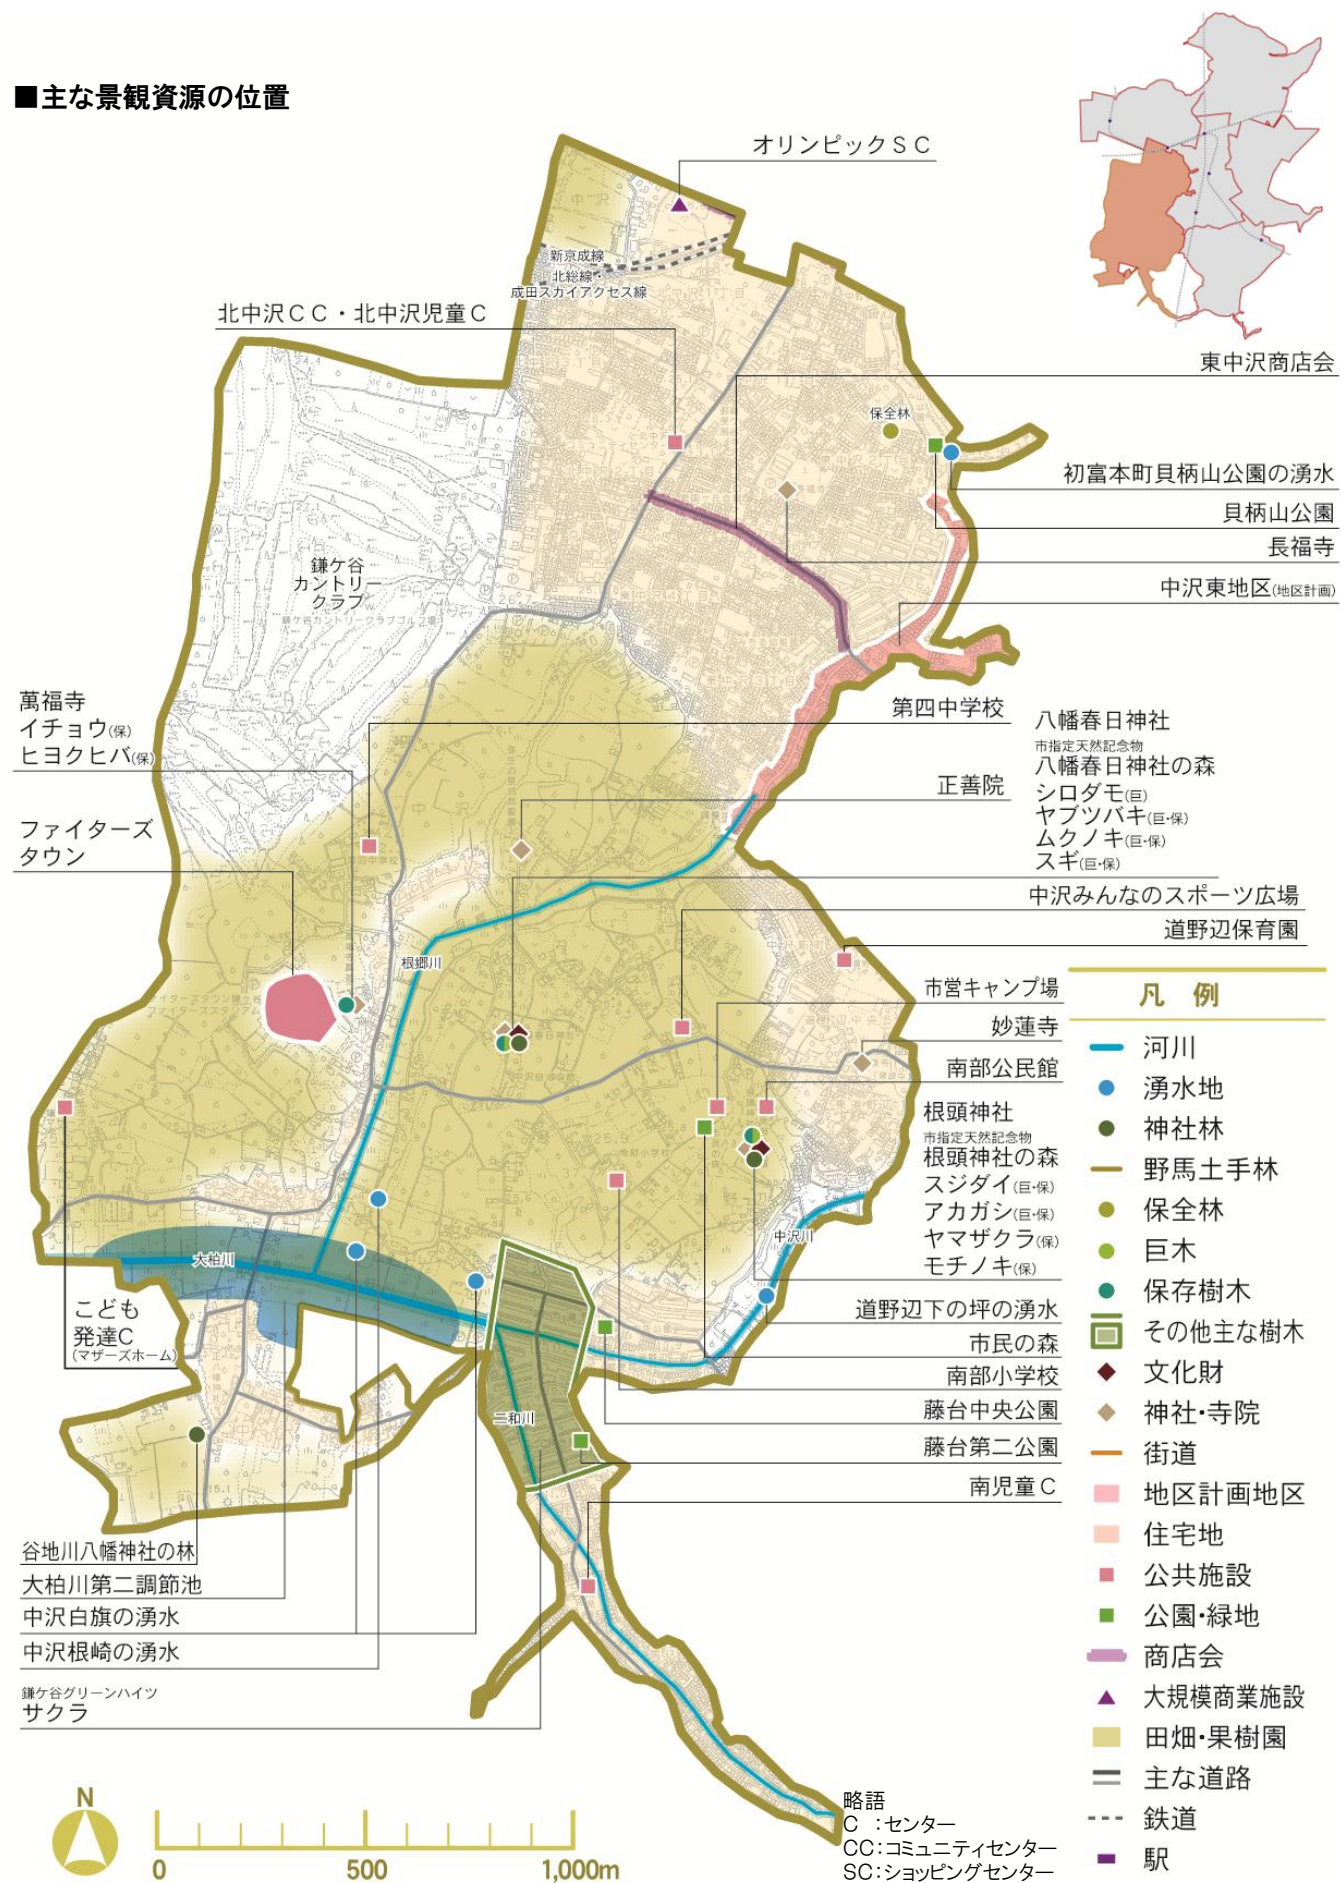 ■主な景観資源の位置
オリンピックＳＣ
中沢
新京成線
北総線・
成田スカイアクセス線
北中沢ＣＣ・北中沢児童Ｃ
東中沢商店会
保全林
初富本町貝柄山公園の湧水
貝柄山公園
長福寺
中沢東地区(地区計画)
鎌ケ谷
カントリー
クラブ
鎌ケ谷カントリークラブゴルフ場
萬福寺
イチョウ(保)
ヒヨクヒバ(保)
第四中学校
八幡春日神社
市指定天然記念物
八幡春日神社の森
シロダモ(巨)
ヤブツバキ(巨・保)
ムクノキ(巨・保)
スギ(巨・保)
正善院
ファイターズ
タウン
中沢
中沢みんなのスポーツ広場
道野辺保育園
根郷川
市営キャンプ場
妙蓮寺
南部公民館
根頭神社
市指定天然記念物
根頭神社の森
スジダイ(巨・保)
アカガシ(巨・保)
ヤマザクラ(保)
モチノキ(保)
中沢川
大柏川
道野辺下の坪の湧水
市民の森
南部小学校
藤台中央公園
藤台第二公園
南児童Ｃ
こども
発達Ｃ
(マザーズホーム)
二和川
谷地川八幡神社の林
大柏川第二調節池
中沢白旗の湧水
中沢根崎の湧水
鎌ケ谷グリーンハイツ
サクラ
凡 例
河川
湧水地
神社林
野馬土手林
保全林
巨木
保存樹木
その他主な樹木
文化財
神社・寺院
街道
地区計画地区
住宅地
公共施設
公園・緑地
商店会
大規模商業施設
田畑・果樹園
主な道路
鉄道
駅
N
0 500 1,000m
略語
C ：センター
CC：コミュニティセンター
SC：ショッピングセンター